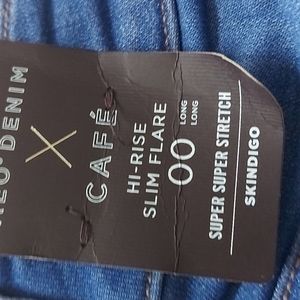 DENIM
X
CAFÉ
HI-RISE
SLIM FLARE
00
LONG
LONG
SUPER SUPER STRETCH
SKINDIGO